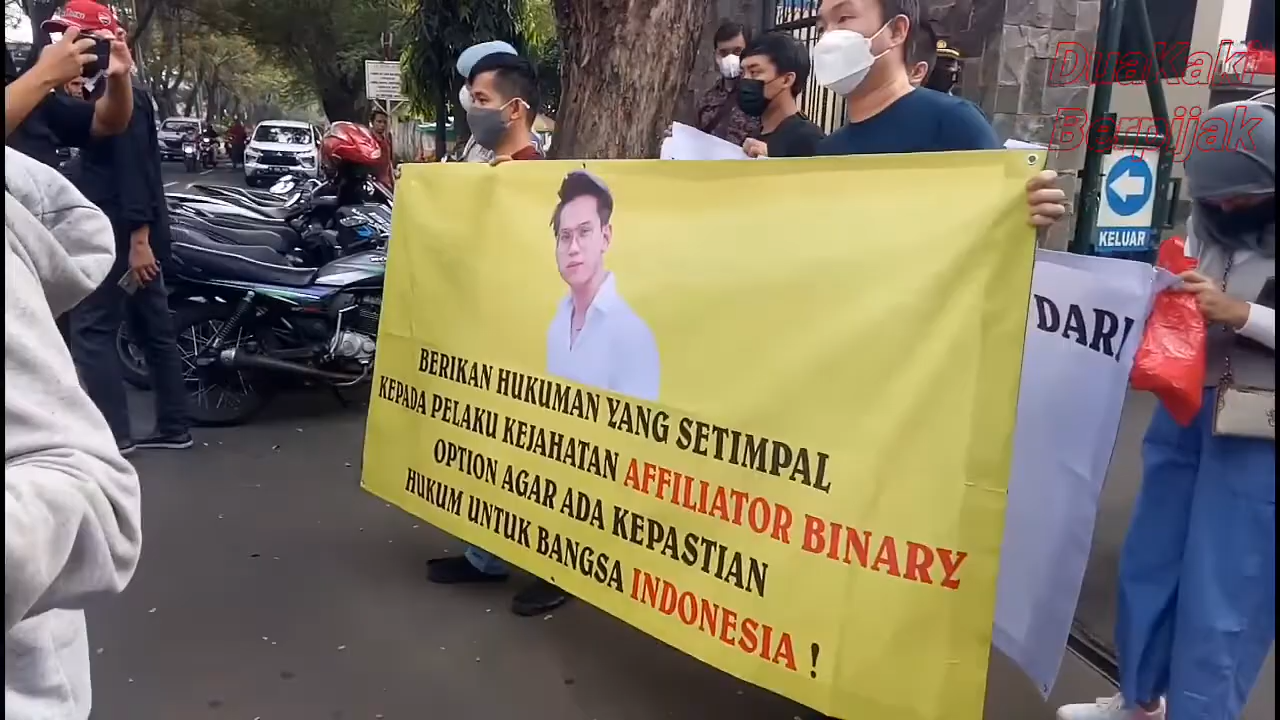 DuaKaki
Berpijak
KELUAR
DARI
BERIKAN HUKUMAN YANG SETIMPAL
KEPADA PELAKU KEJAHATAN AFFILIATOR BINARY
OPTION AGAR ADA KEPASTIAN
HUKUM UNTUK BANGSA INDONESIA !